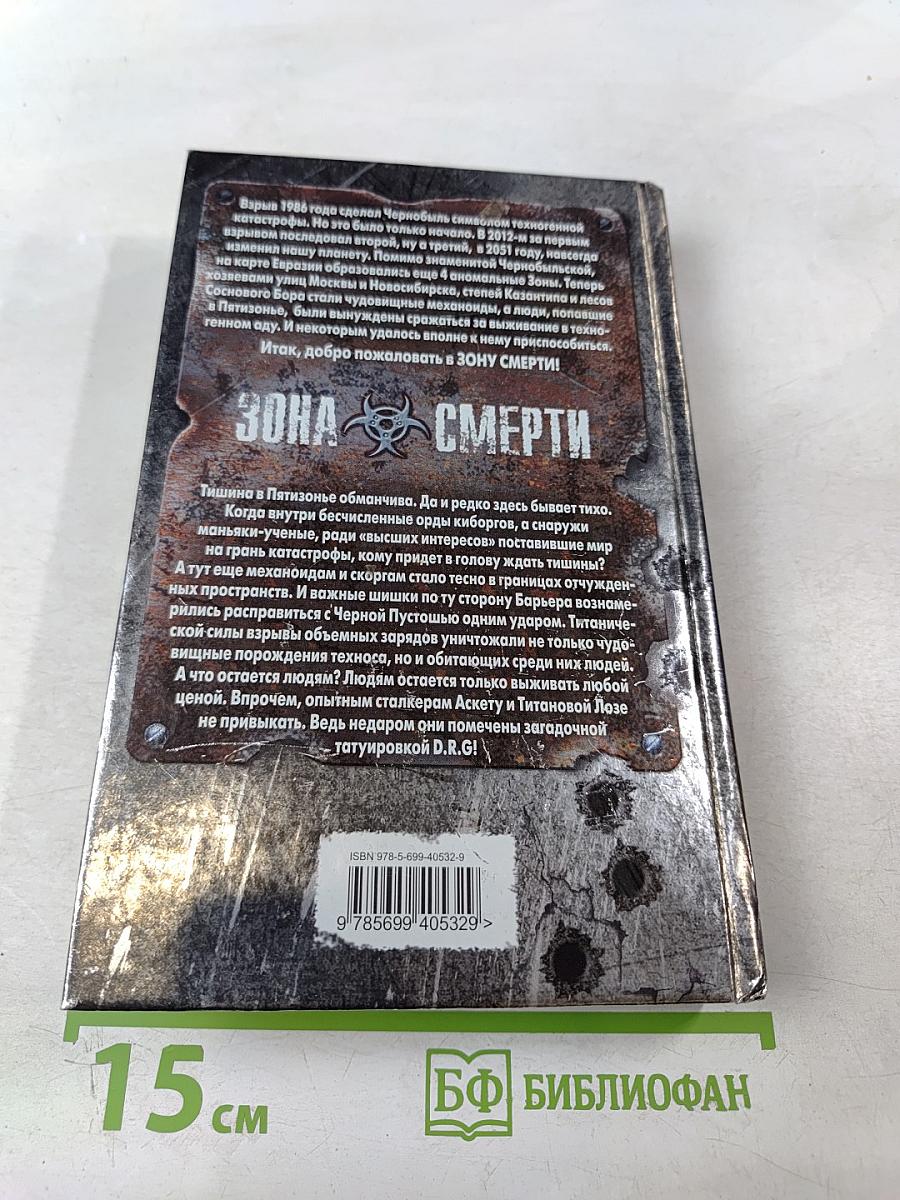 Взрыв 1986 года сделал Чернобыль символом техногенной
катастрофы. Но это было только начало. В 2012-м за первым
взрывом последовал второй, ну а третий, в 2051 году, навсегда
изменил нашу планету. Помимо знаменитой Чернобыльской,
на карте Евразии образовались еще 4 аномальные Зоны. Теперь
хозяевами улиц Москвы и Новосибирска, степей Казантипа и лесов
Соснового Бора стали чудовищные механоиды, а люди, попавшие
в Пятизонье, были вынуждены сражаться за выживание в техно-
генном аду. И некоторым удалось вполне к нему приспособиться.
Итак, добро пожаловать в ЗОНУ СМЕРТИ!
ЗОНА СМЕРТИ
Тишина в Пятизонье обманчива. Да и редко здесь бывает тихо.
Когда внутри бесчисленные орды киборгов, а снаружи
маньяки-ученые, ради «высших интересов» поставившие мир
на грань катастрофы, кому придет в голову ждать тишины?
А тут еще механоидам и скоргам стало тесно в границах отчужден-
ных пространств. И важные шишки по ту сторону Барьера вознаме-
рились расправиться с Черной Пустошью одним ударом. Титаниче-
ской силы взрывы объемных зарядов уничтожали не только чудо-
вищные порождения техноса, но и обитающих среди них людей.
А что остается людям? Людям остается только выживать любой
ценой. Впрочем, опытным сталкерам Аскету и Титановой Лозе
не привыкать. Ведь недаром они помечены загадочной
татуировкой D.R.G!
ISBN 978-5-699-40532-9
9 785699 405329 >
15 см
БФ БИБЛИОФАН